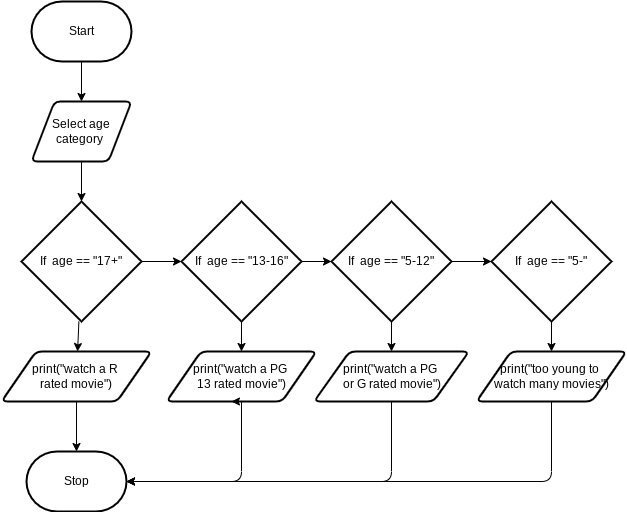 Start
Select age
category
If age == "17+"
If age == "13-16"
If age == "5-12"
If age == "5-"
print("watch a R
rated movie")
print("watch a PG
13 rated movie")
print("watch a PG
or G rated movie")
print("too young to
watch many movies")
Stop